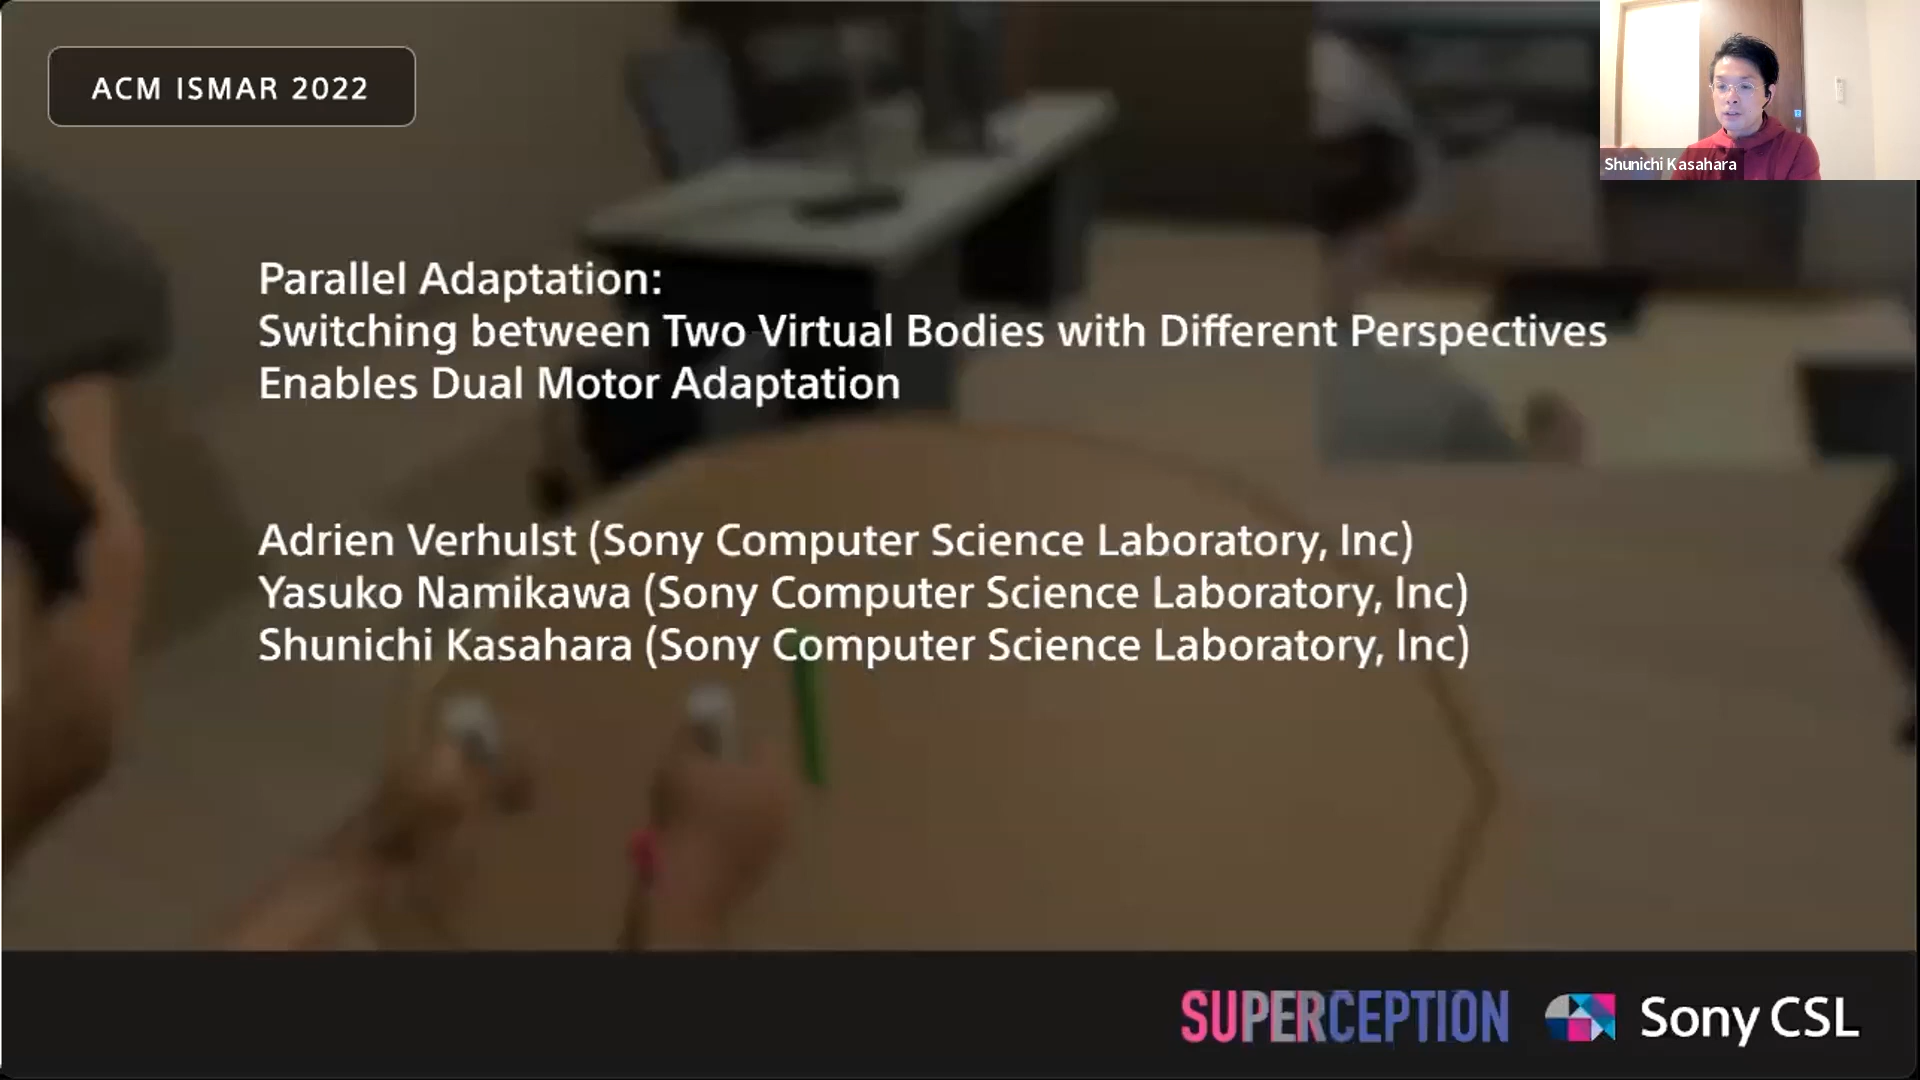 ACM ISMAR 2022
Shunichi Kasahara
Parallel Adaptation:
Switching between Two Virtual Bodies with Different Perspectives
Enables Dual Motor Adaptation
Adrien Verhulst (Sony Computer Science Laboratory, Inc)
Yasuko Namikawa (Sony Computer Science Laboratory, Inc)
Shunichi Kasahara (Sony Computer Science Laboratory, Inc)
SUPERCEPTION
Sony CSL